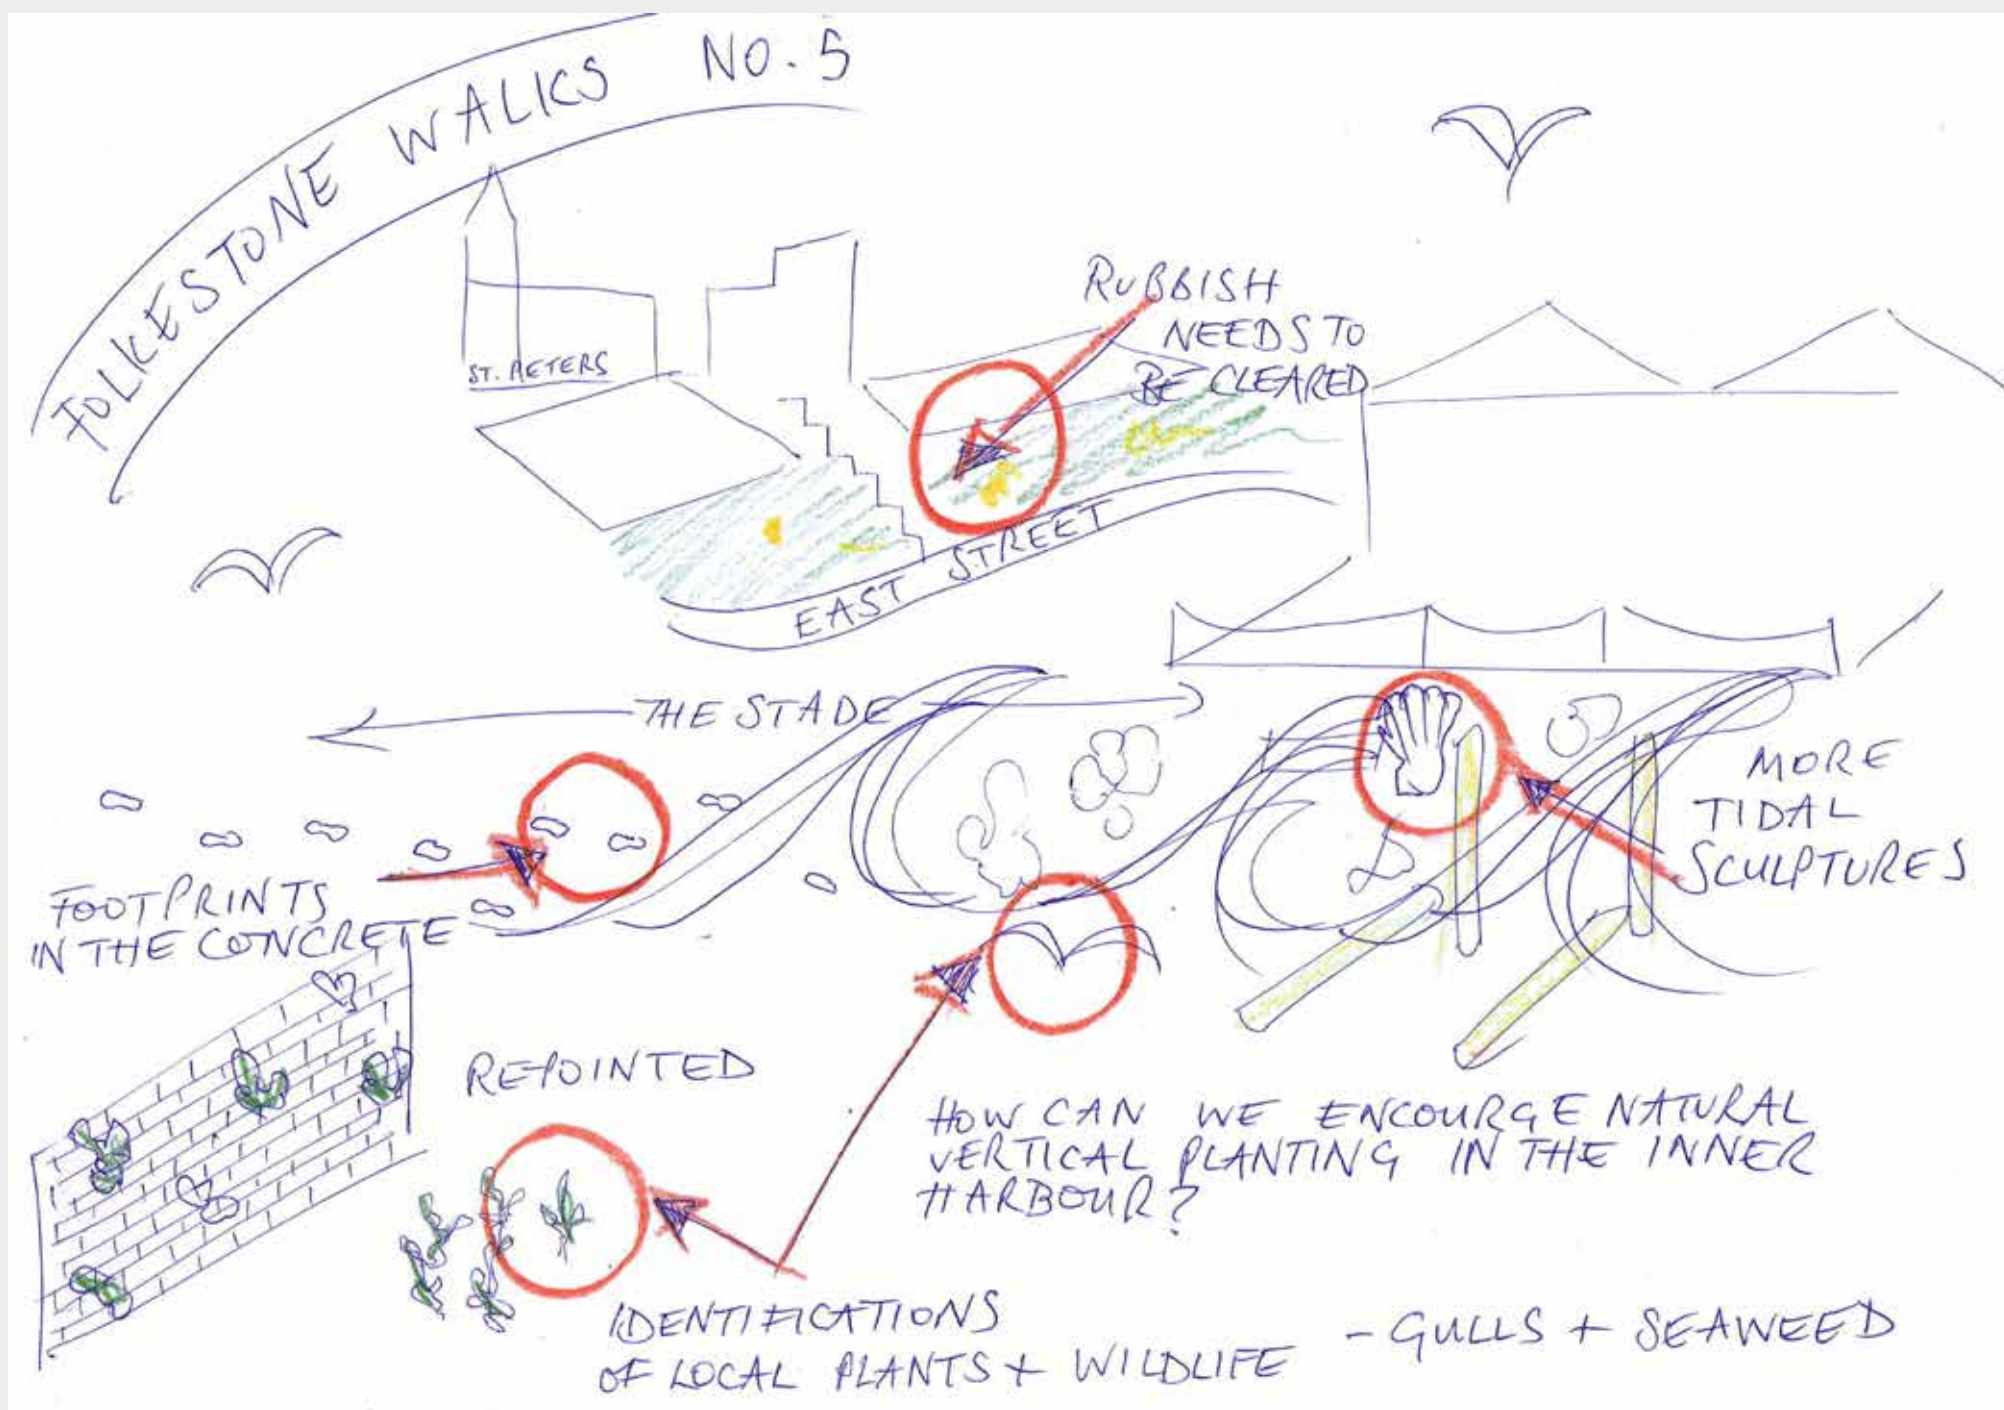 FOLKESTONE WALKS NO. 5
ST. PETERS
RUBBISH
NEEDS TO
BE CLEARED
EAST STREET
THE STADE
MORE
TIDAL
SCULPTURES
FOOTPRINTS
IN THE CONCRETE
REPOINTED
HOW CAN WE ENCOURGE NATURAL
VERTICAL PLANTING IN THE INNER
HARBOUR?
IDENTIFICATIONS
OF LOCAL PLANTS + WILDLIFE
- GULLS + SEAWEED